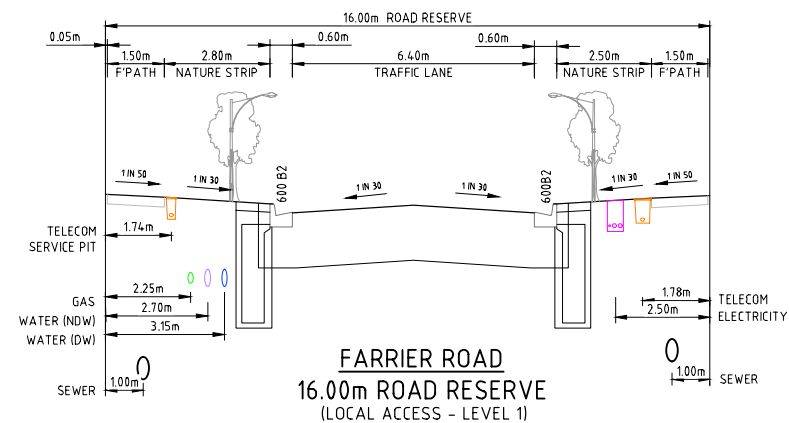 16.00m ROAD RESERVE
0.05m
0.60m
0.60m
1.50m
2.80m
6.40m
2.50m
1.50m
F'PATH
NATURE STRIP
TRAFFIC LANE
NATURE STRIP
F'PATH
1 IN 50
1 IN 30
600 B2
1 IN 30
1 IN 30
600B2
1 IN 30
1 IN 50
TELECOM
SERVICE PIT
1.74m
GAS
2.25m
WATER (NDW)
2.70m
WATER (DW)
3.15m
1.78m
TELECOM
2.50m
ELECTRICITY
SEWER
1.00m
1.00m
SEWER
FARRIER ROAD
16.00m ROAD RESERVE
(LOCAL ACCESS - LEVEL 1)